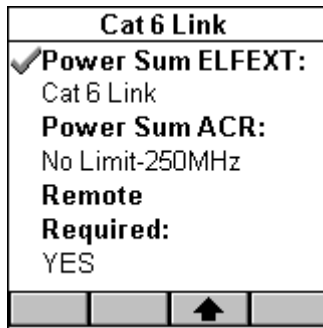 Cat 6 Link
Power Sum ELFEXT:
Cat 6 Link
Power Sum ACR:
No Limit-250MHz
Remote
Required:
YES